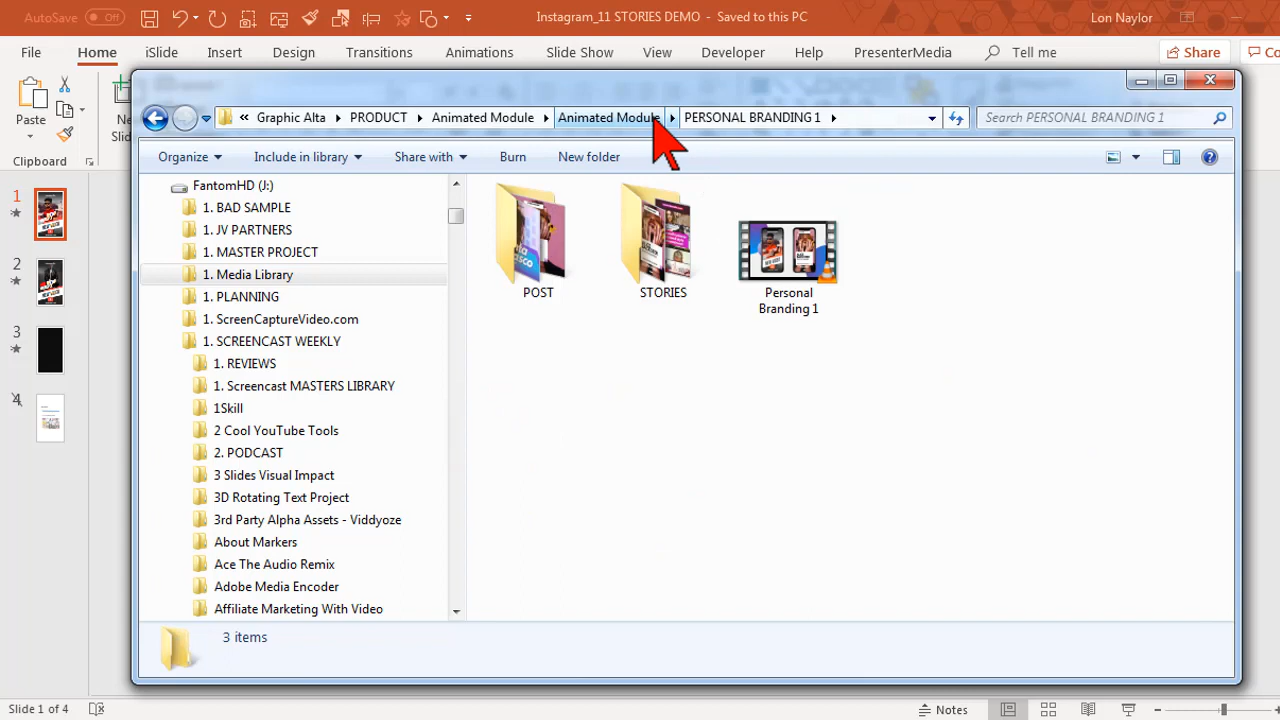 AutoSave Off
Instagram_11 STORIES DEMO - Saved to this PC
Lon Naylor
File Home iSlide Insert Design Transitions Animations Slide Show View Developer Help PresenterMedia Tell me Share Co
Paste
Clipboard
« Graphic Alta PRODUCT Animated Module Animated Module PERSONAL BRANDING 1
Search PERSONAL BRANDING 1
Organize Include in library Share with Burn New folder
FantomHD (J:)
1. BAD SAMPLE
1. JV PARTNERS
1. MASTER PROJECT
1. Media Library
1. PLANNING
1. ScreenCaptureVideo.com
1. SCREENCAST WEEKLY
1. REVIEWS
1. Screencast MASTERS LIBRARY
1Skill
2 Cool YouTube Tools
2. PODCAST
3 Slides Visual Impact
3D Rotating Text Project
3rd Party Alpha Assets - Viddyoze
About Markers
Ace The Audio Remix
Adobe Media Encoder
Affiliate Marketing With Video
POST
STORIES
Personal
Branding 1
3 items
1
2
3
4
Slide 1 of 4
Notes